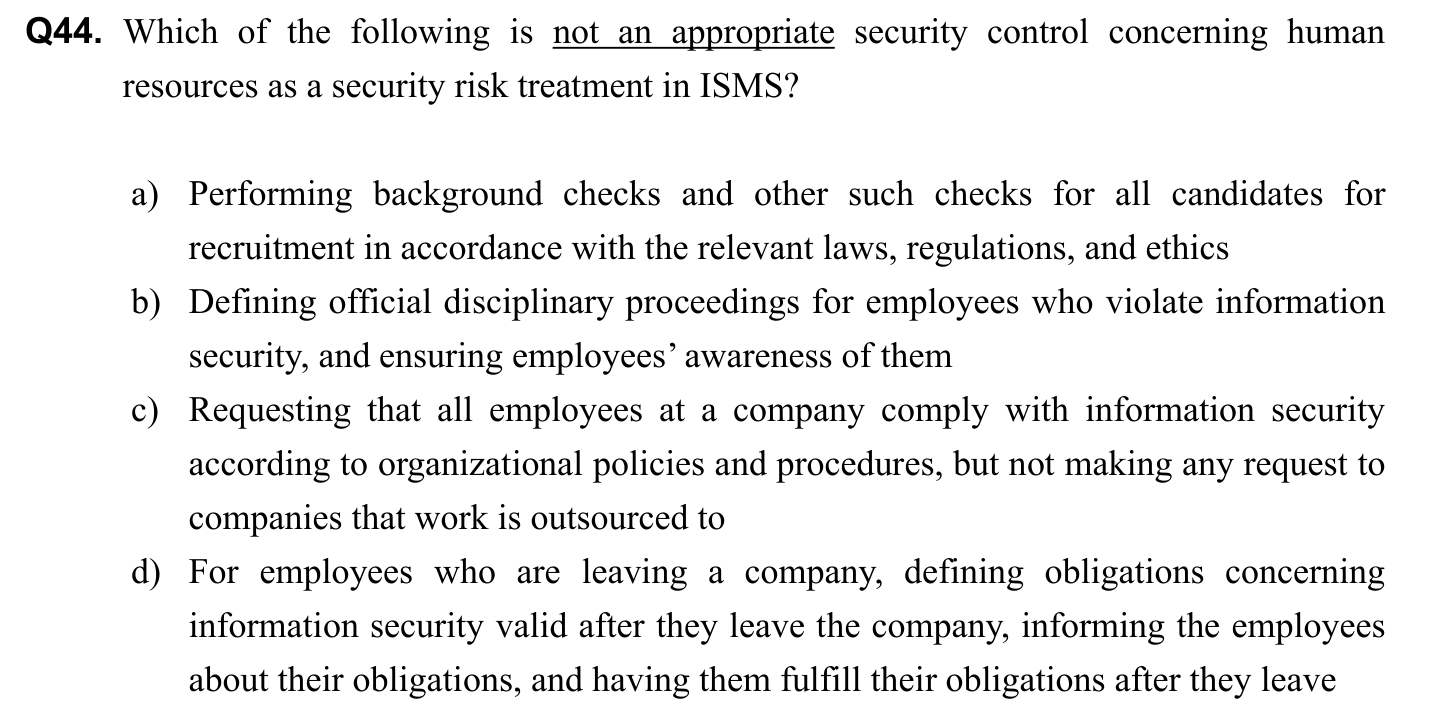 Q44. Which of the following is not an appropriate security control concerning human
resources as a security risk treatment in ISMS?
a) Performing background checks and other such checks for all candidates for
recruitment in accordance with the relevant laws, regulations, and ethics
b) Defining official disciplinary proceedings for employees who violate information
security, and ensuring employees’ awareness of them
c) Requesting that all employees at a company comply with information security
according to organizational policies and procedures, but not making any request to
companies that work is outsourced to
d) For employees who are leaving a company, defining obligations concerning
information security valid after they leave the company, informing the employees
about their obligations, and having them fulfill their obligations after they leave